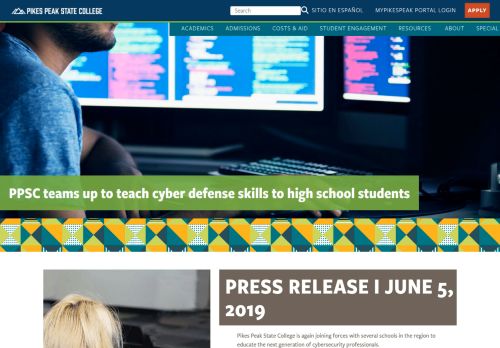 PIKES PEAK STATE COLLEGE
Search
SITIO EN ESPAÑOL
MYPIKESPEAK PORTAL LOGIN
APPLY
ACADEMICS
ADMISSIONS
COSTS & AID
STUDENT ENGAGEMENT
RESOURCES
ABOUT
SPECIAL
PPSC teams up to teach cyber defense skills to high school students
PRESS RELEASE I JUNE 5,
2019
Pikes Peak State College is again joining forces with several schools in the region to
educate the next generation of cybersecurity professionals.